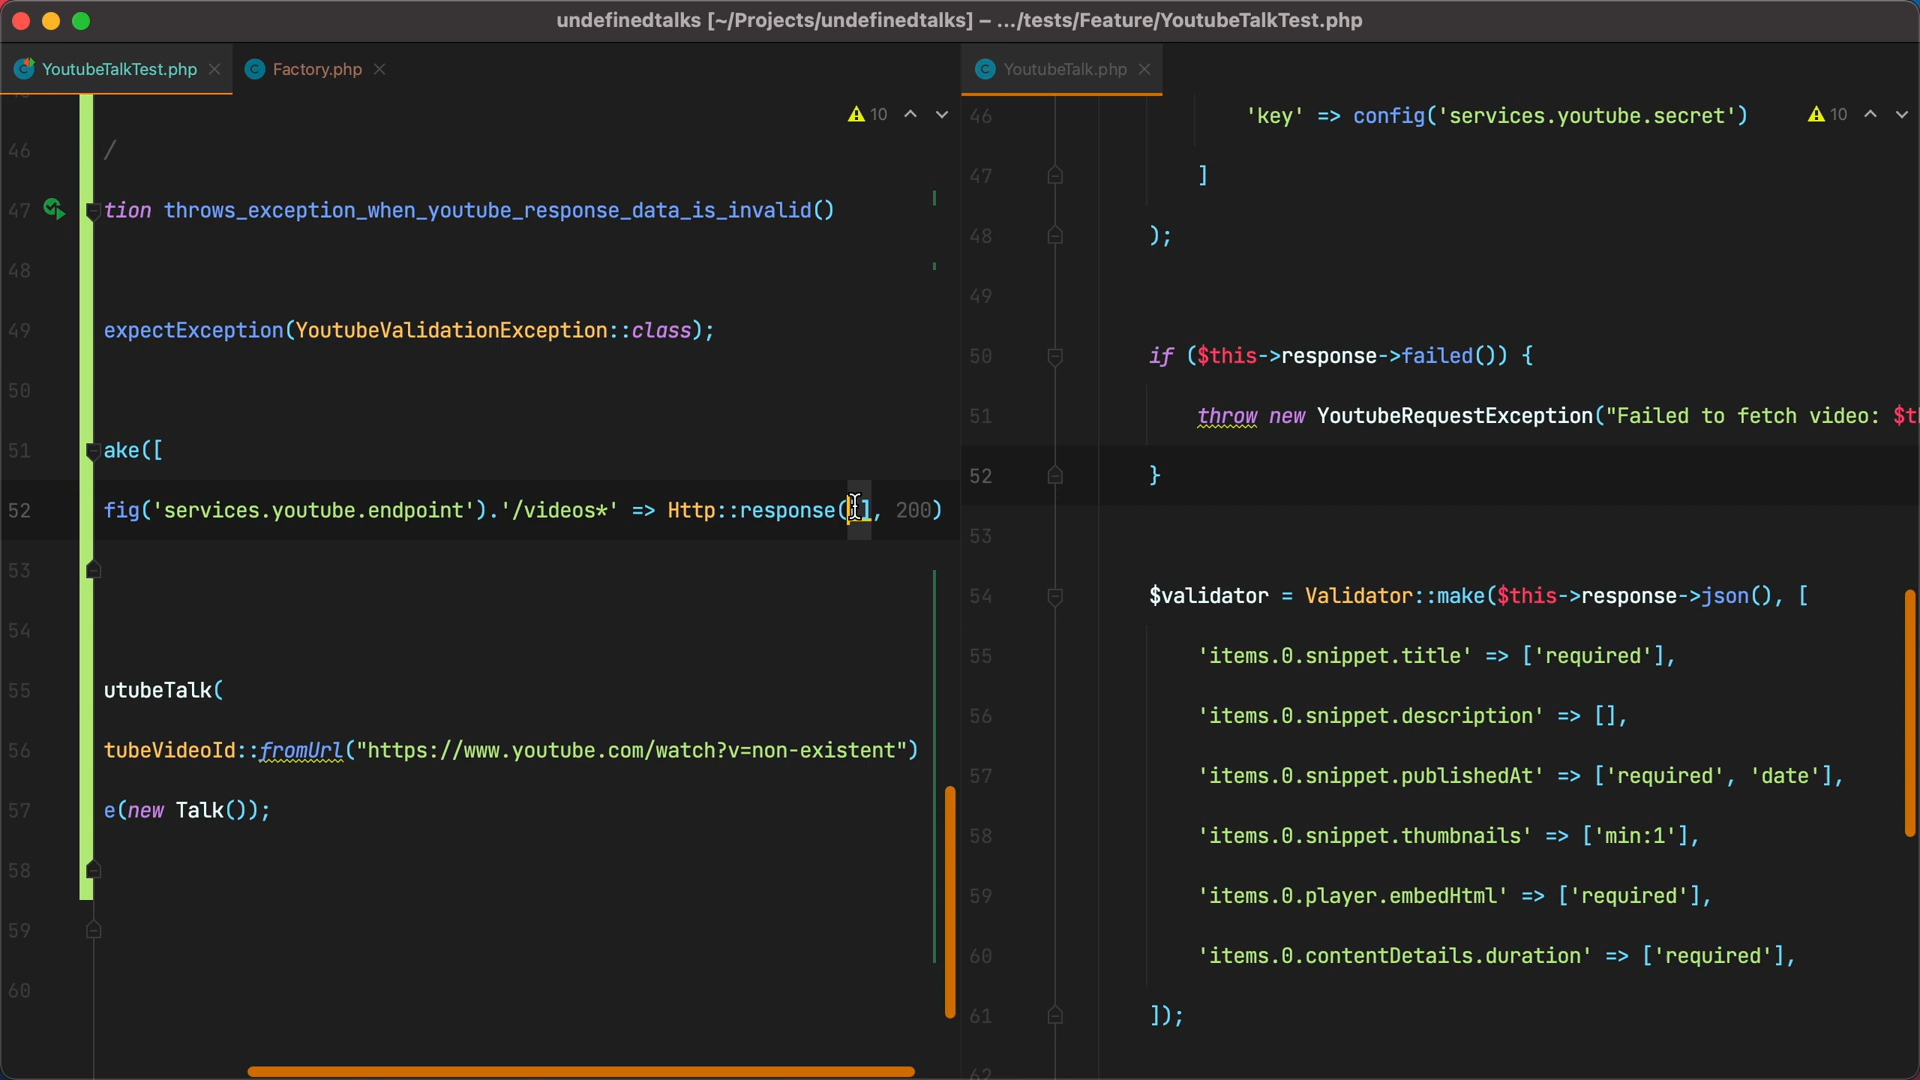 undefinedtalks [~/Projects/undefinedtalks] – .../tests/Feature/YoutubeTalkTest.php
YoutubeTalkTest.php
Factory.php
YoutubeTalk.php
10
46 /
47 tion throws_exception_when_youtube_response_data_is_invalid()
48
49 expectException(YoutubeValidationException::class);
50
51 ake([
52 fig('services.youtube.endpoint').'/videos*' => Http::response([], 200)
53
54
55 utubeTalk(
56 tubeVideoId::fromUrl("https://www.youtube.com/watch?v=non-existent")
57 e(new Talk());
58
59
60
10
46 'key' => config('services.youtube.secret')
47 ]
48 );
49
50 if ($this->response->failed()) {
51 throw new YoutubeRequestException("Failed to fetch video: $th
52 }
53
54 $validator = Validator::make($this->response->json(), [
55 'items.0.snippet.title' => ['required'],
56 'items.0.snippet.description' => [],
57 'items.0.snippet.publishedAt' => ['required', 'date'],
58 'items.0.snippet.thumbnails' => ['min:1'],
59 'items.0.player.embedHtml' => ['required'],
60 'items.0.contentDetails.duration' => ['required'],
61 ]);
62